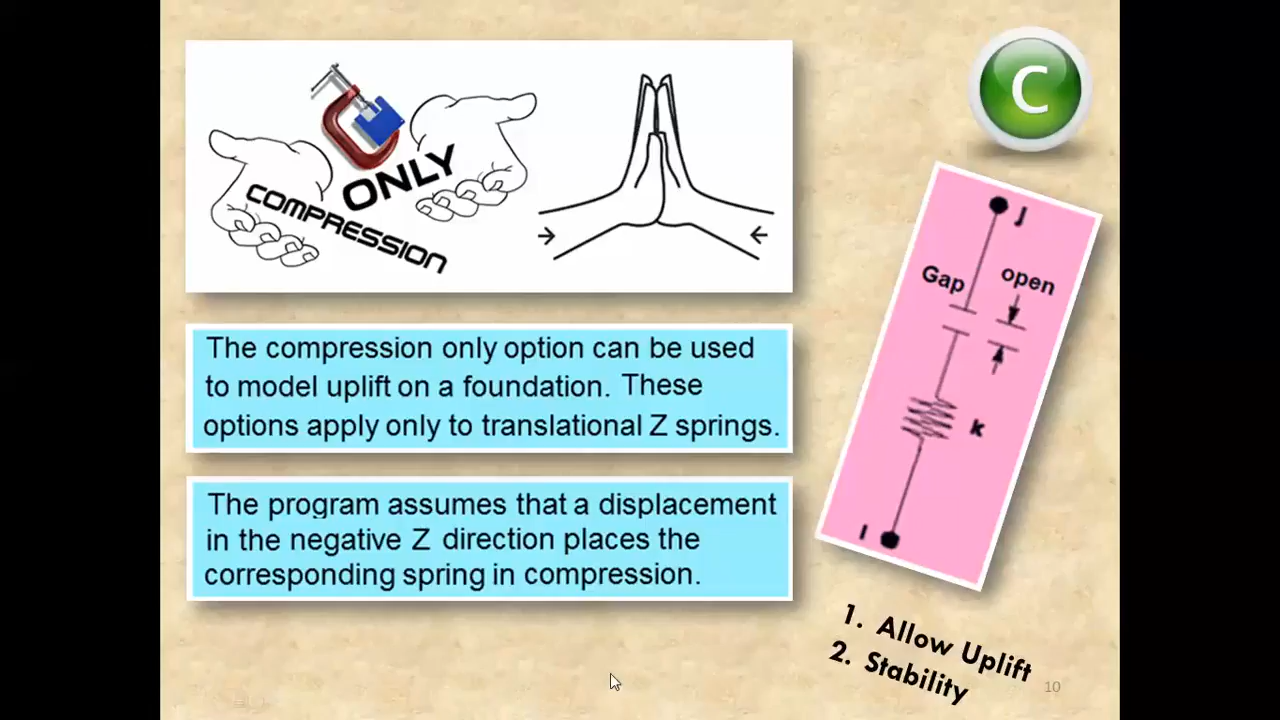 COMPRESSION
ONLY
C
J
Gap
open
k
I
The compression only option can be used
to model uplift on a foundation. These
options apply only to translational Z springs.
The program assumes that a displacement
in the negative Z direction places the
corresponding spring in compression.
1. Allow Uplift
2. Stability
10